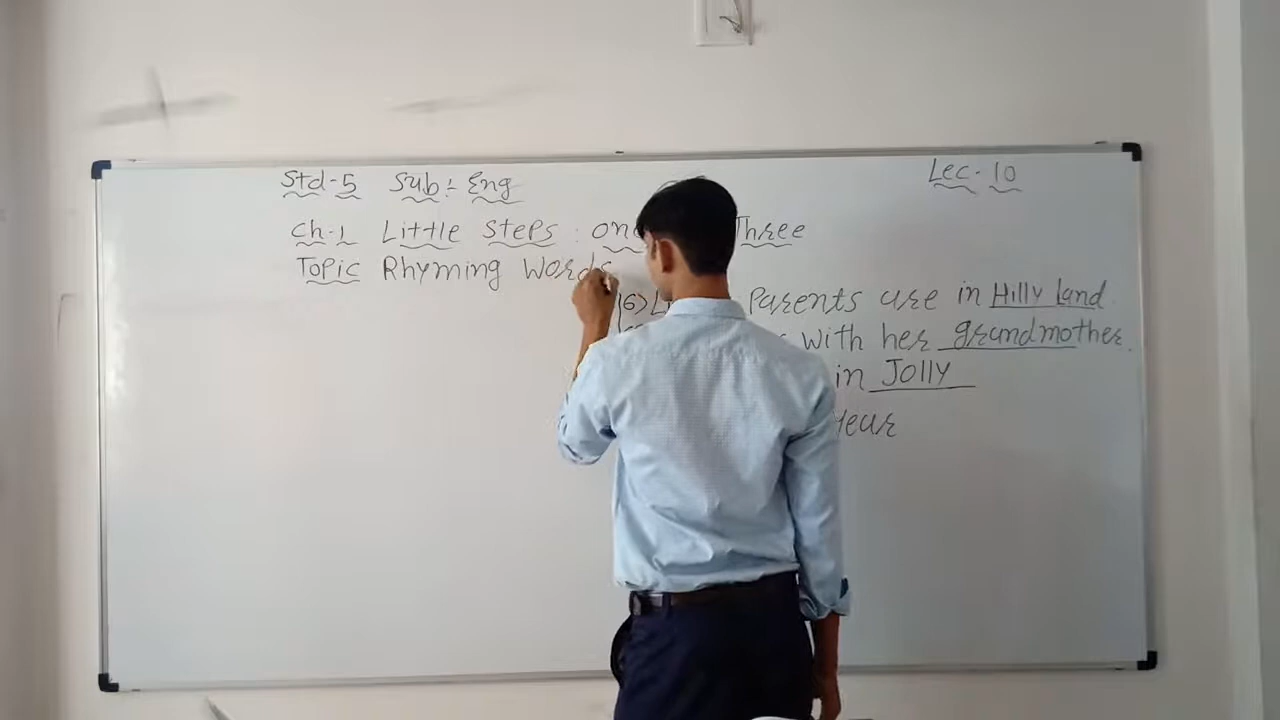 Std-5 Sub:- Eng
Lec-10
Ch-1 Little Steps: one Three
Topic Rhyming Words
6> Parents are in Hilly land
with her grandmother.
in Jolly
Year